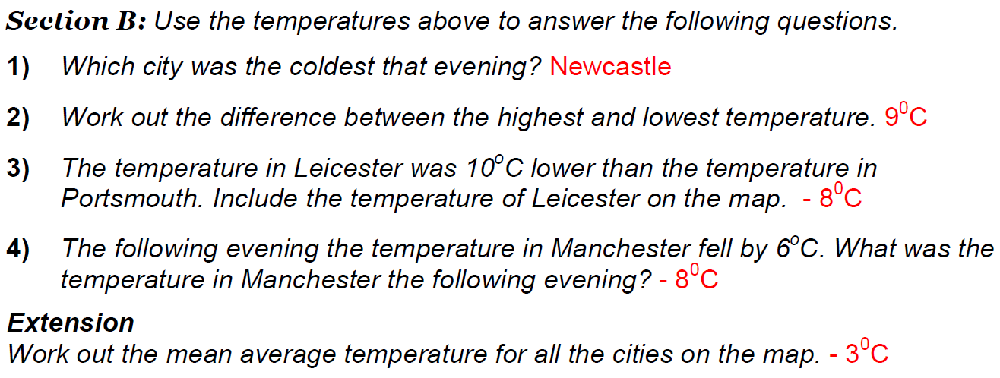 Section B: Use the temperatures above to answer the following questions.
1) Which city was the coldest that evening? Newcastle
2) Work out the difference between the highest and lowest temperature. 9⁰C
3) The temperature in Leicester was 10ºC lower than the temperature in
Portsmouth. Include the temperature of Leicester on the map. - 8⁰C
4) The following evening the temperature in Manchester fell by 6ºC. What was the
temperature in Manchester the following evening? - 8⁰C
Extension
Work out the mean average temperature for all the cities on the map. - 3⁰C